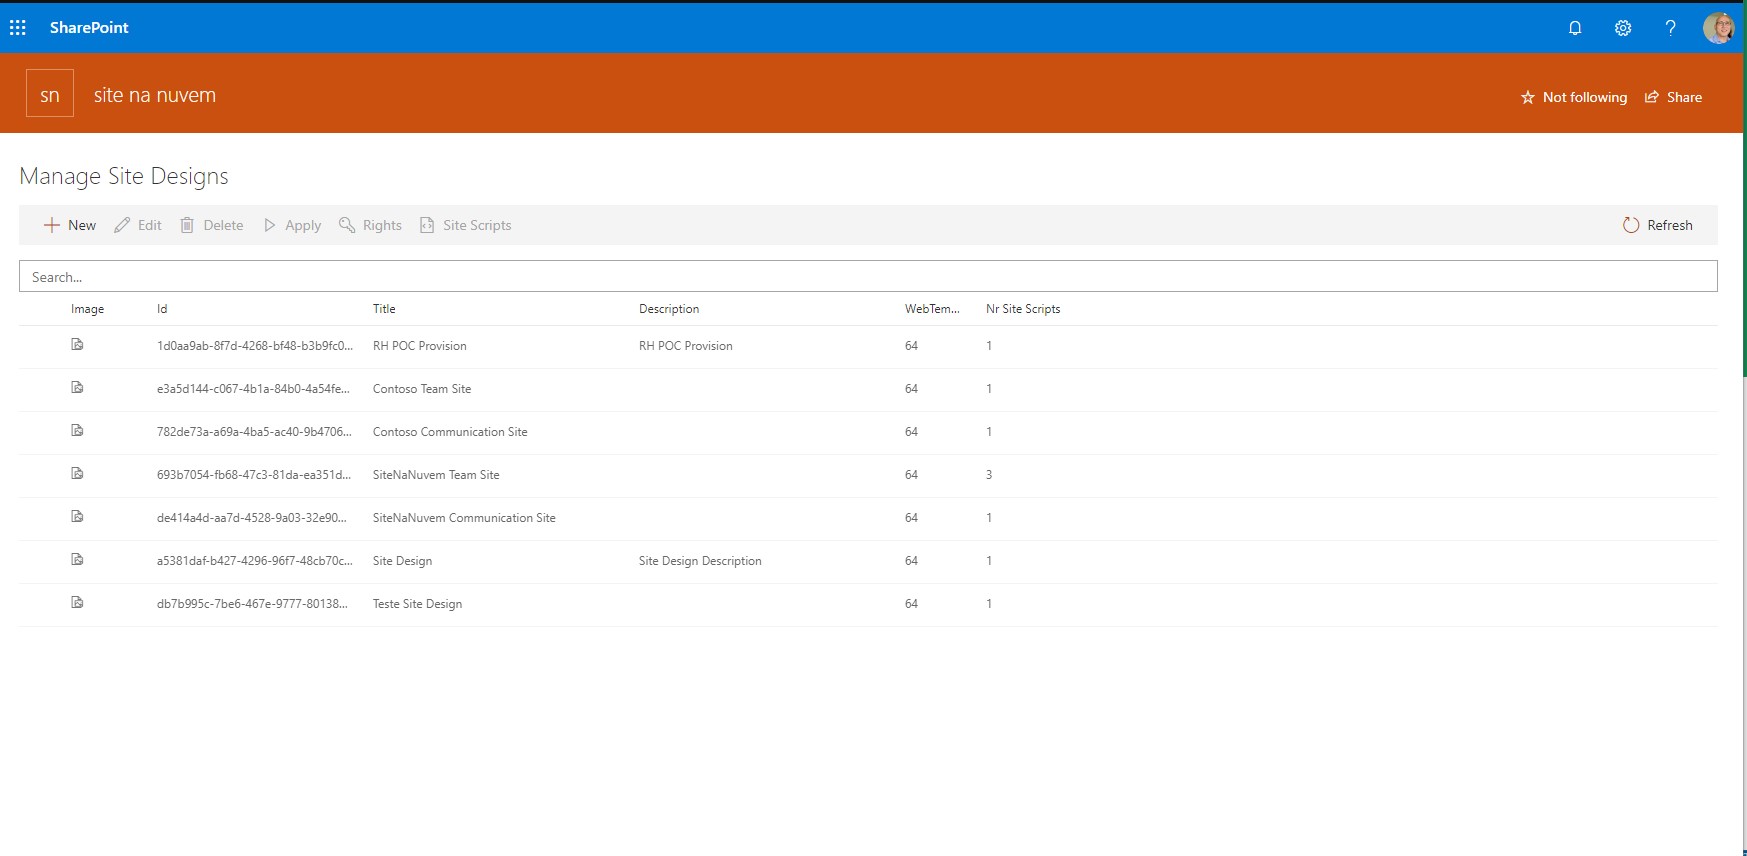 SharePoint
sn site na nuvem Not following Share
Manage Site Designs
New Edit Delete Apply Rights Site Scripts Refresh
Search...
Image Id Title Description WebTem... Nr Site Scripts
1d0aa9ab-8f7d-4268-bf48-b3b9fc0... RH POC Provision RH POC Provision 64 1
e3a5d144-c067-4b1a-84b0-4a54fe... Contoso Team Site 64 1
782de73a-a69a-4ba5-ac40-9b4706... Contoso Communication Site 64 1
693b7054-fb68-47c3-81da-ea351d... SiteNaNuvem Team Site 64 3
de414a4d-aa7d-4528-9a03-32e90... SiteNaNuvem Communication Site 64 1
a5381daf-b427-4296-96f7-48cb70c... Site Design Site Design Description 64 1
db7b995c-7be6-467e-9777-80138... Teste Site Design 64 1